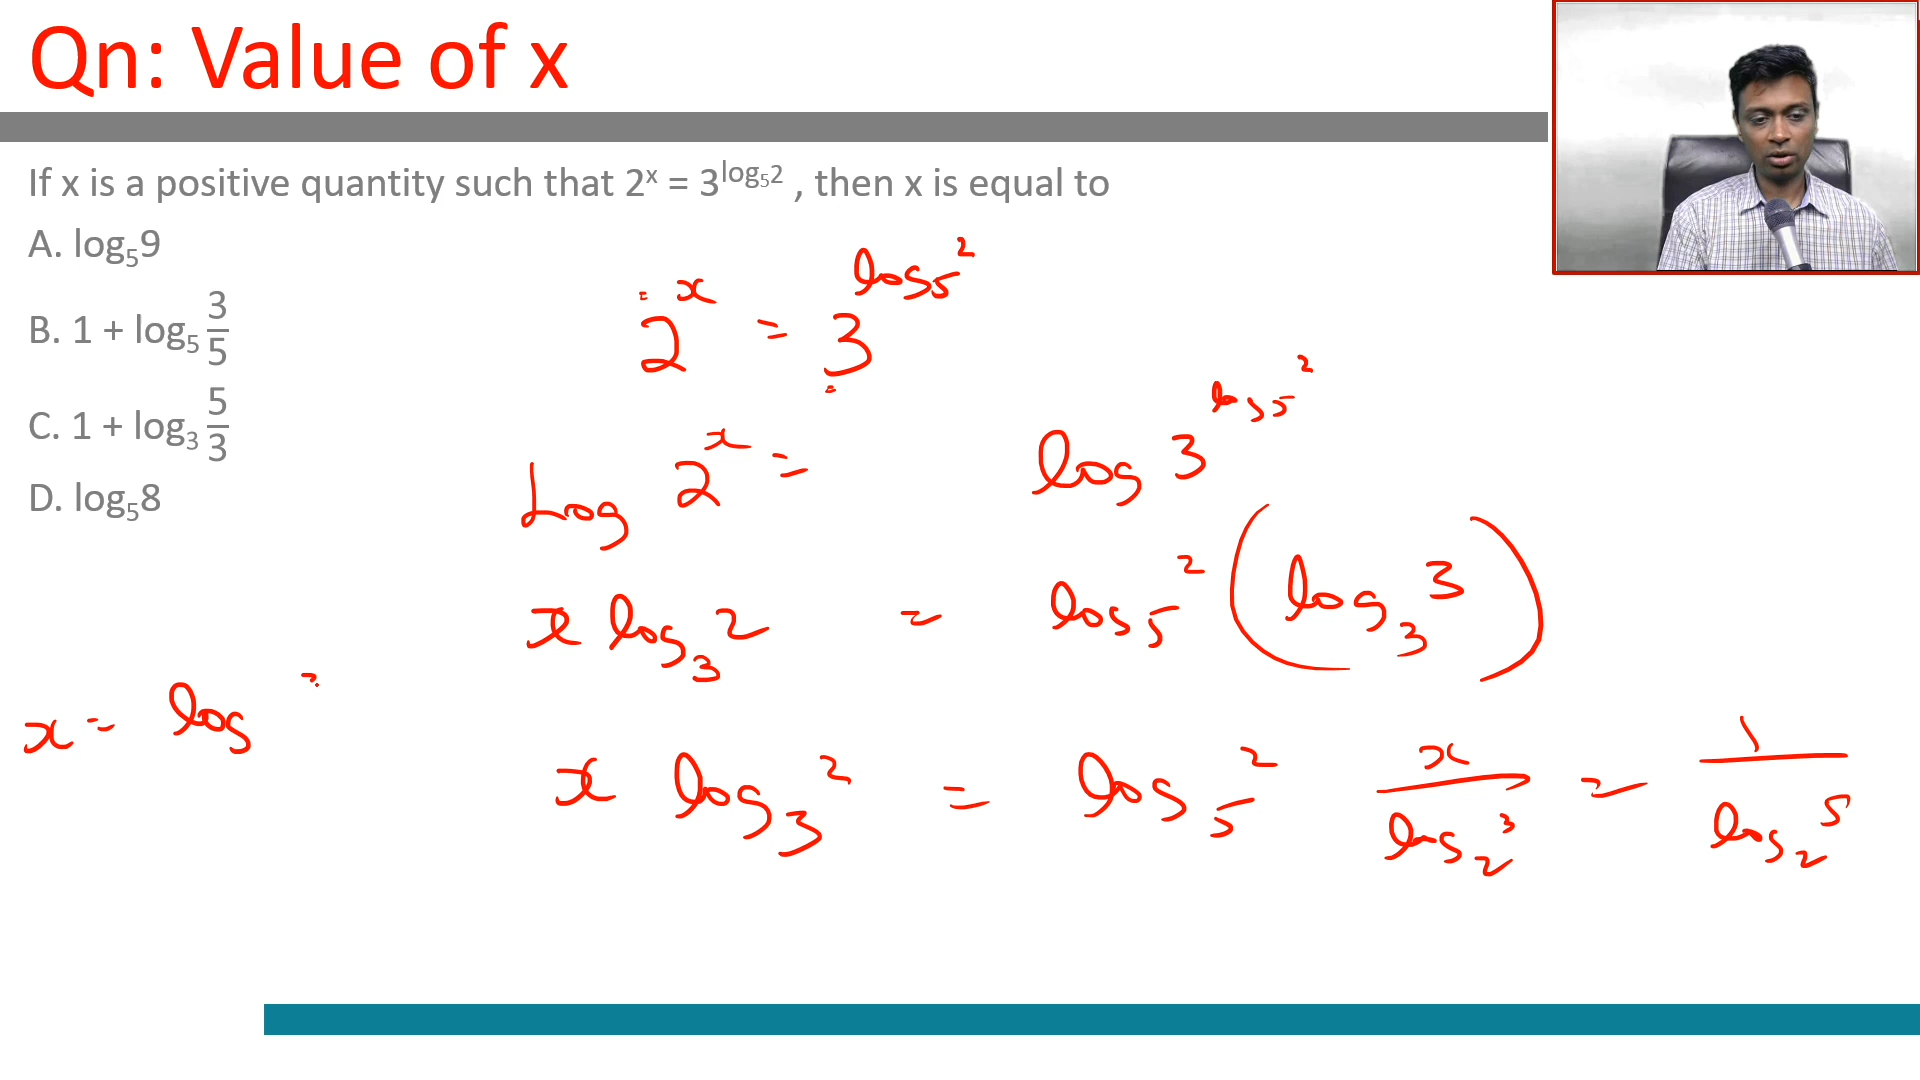 Qn: Value of x
If x is a positive quantity such that 2^x = 3^(log₅2) , then x is equal to
A. log₅9
B. 1 + log₅ 3/5
C. 1 + log₃ 5/3
D. log₅8
2^x = 3^(log₅2)
Log 2^x = log 3^(log₅2)
x log₃2 = log₅2 (log₃3)
x log₃2 = log₅2
x/log₂3 = 1/log₂5
x = log